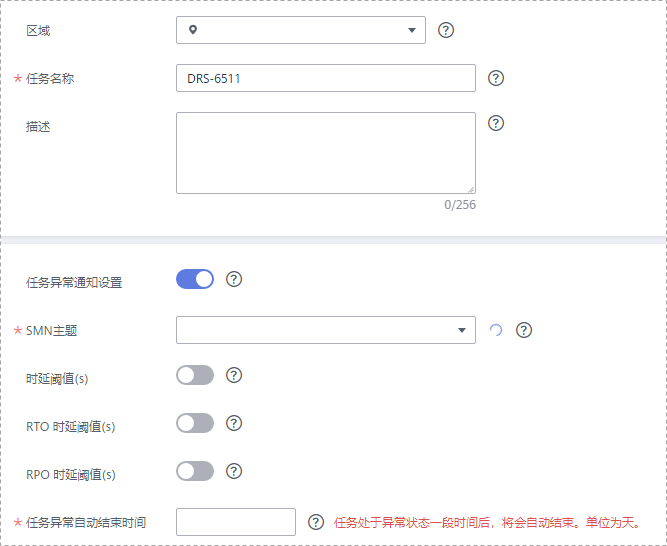 区域
* 任务名称 DRS-6511
描述
0/256
任务异常通知设置
* SMN主题
时延阈值(s)
RTO 时延阈值(s)
RPO 时延阈值(s)
* 任务异常自动结束时间 任务处于异常状态一段时间后，将会自动结束。单位为天。